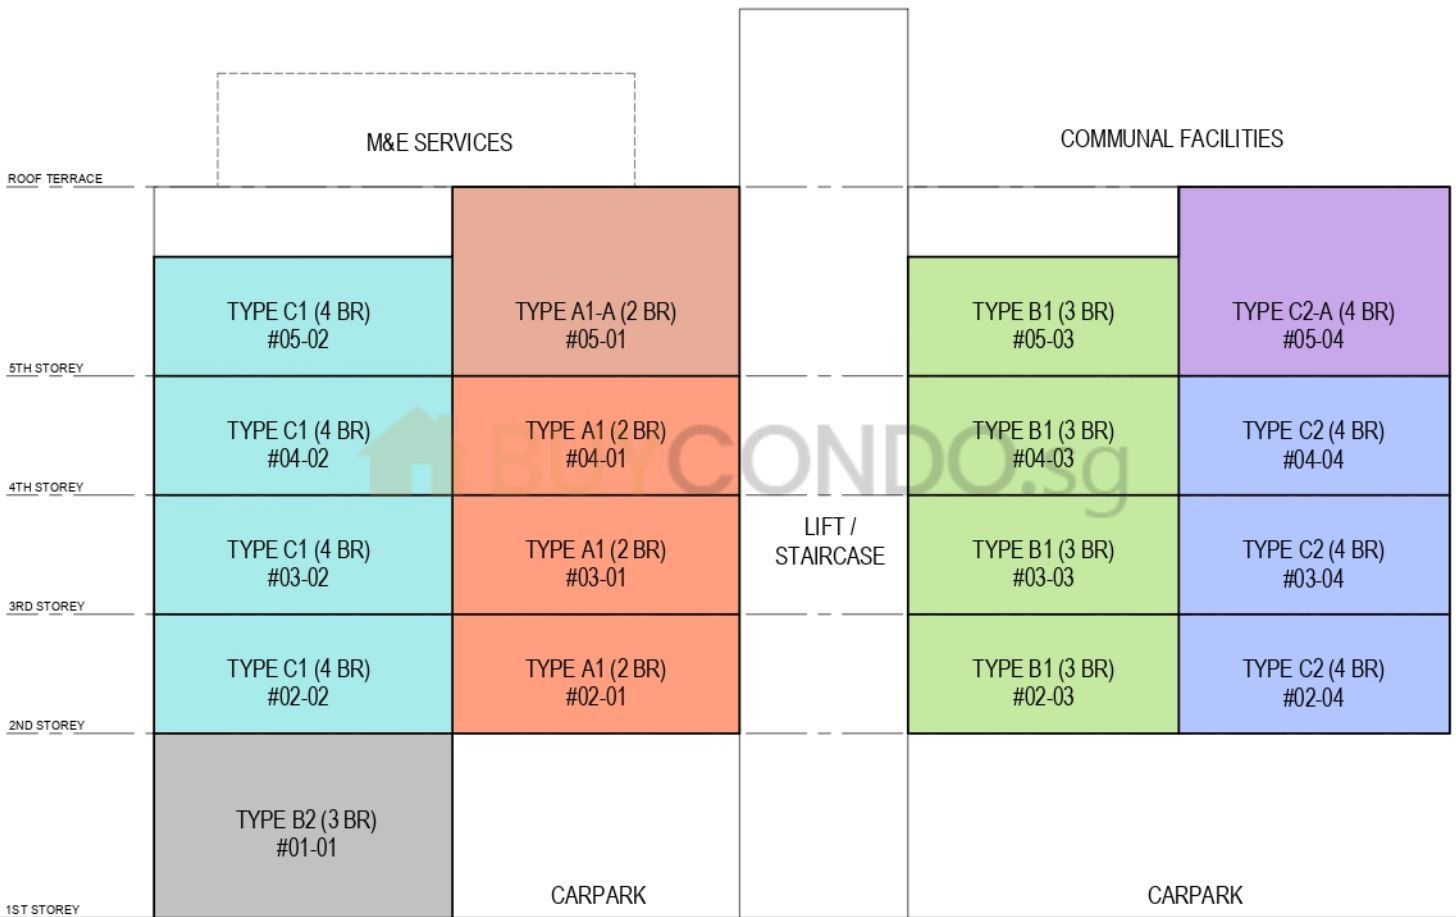 M&E SERVICES
COMMUNAL FACILITIES
ROOF TERRACE
TYPE C1 (4 BR)
#05-02
TYPE A1-A (2 BR)
#05-01
TYPE B1 (3 BR)
#05-03
TYPE C2-A (4 BR)
#05-04
5TH STOREY
TYPE C1 (4 BR)
#04-02
TYPE A1 (2 BR)
#04-01
TYPE B1 (3 BR)
#04-03
TYPE C2 (4 BR)
#04-04
BUYCONDO.sg
4TH STOREY
LIFT /
STAIRCASE
TYPE C1 (4 BR)
#03-02
TYPE A1 (2 BR)
#03-01
TYPE B1 (3 BR)
#03-03
TYPE C2 (4 BR)
#03-04
3RD STOREY
TYPE C1 (4 BR)
#02-02
TYPE A1 (2 BR)
#02-01
TYPE B1 (3 BR)
#02-03
TYPE C2 (4 BR)
#02-04
2ND STOREY
TYPE B2 (3 BR)
#01-01
CARPARK
CARPARK
1ST STOREY